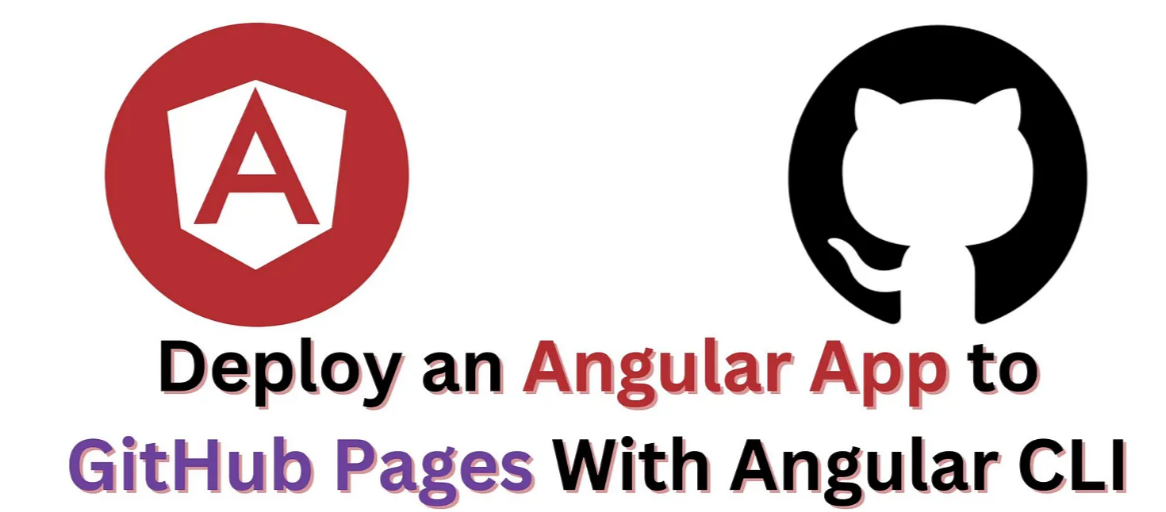 Deploy an Angular App to
GitHub Pages With Angular CLI